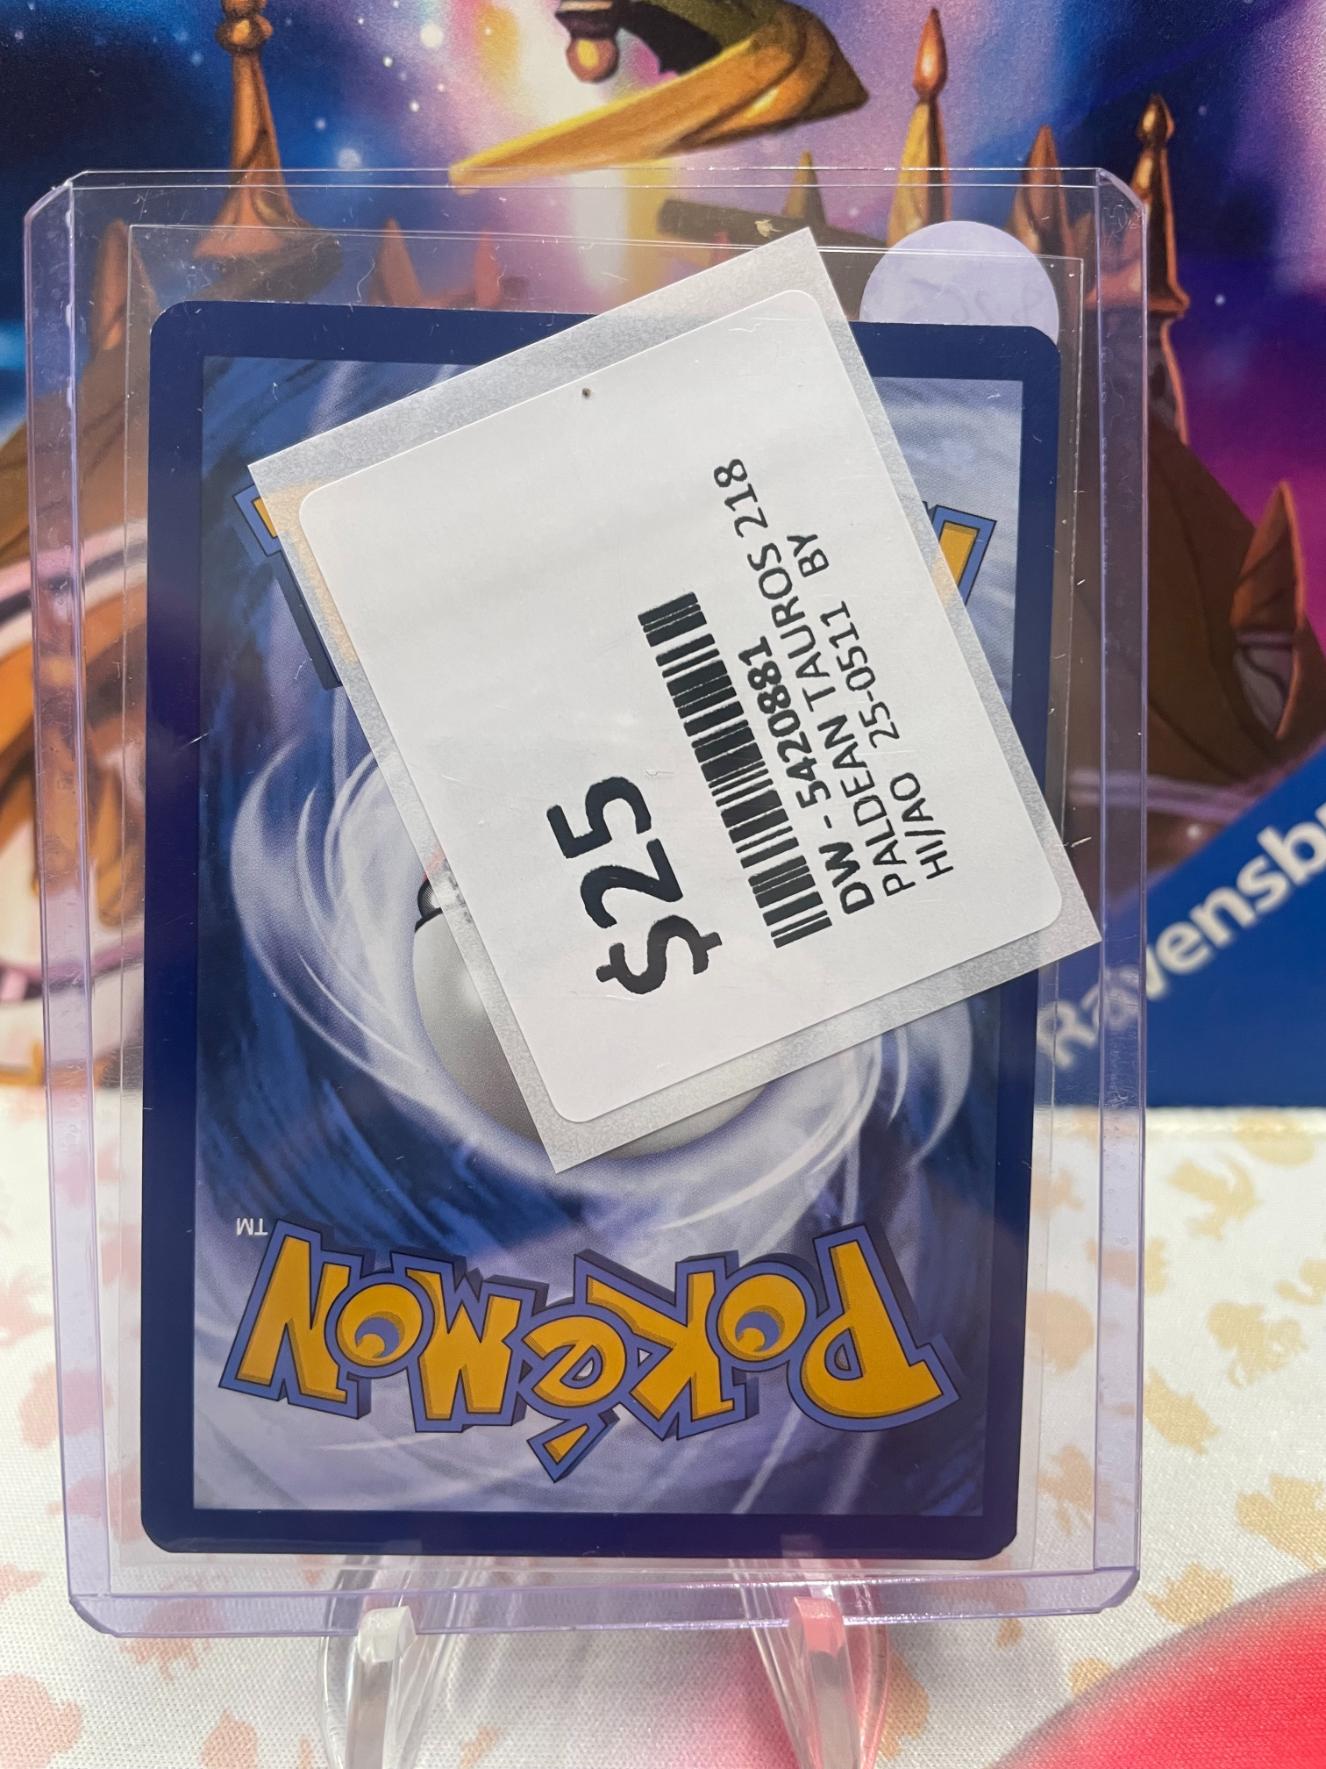 $25
DW - 5420881
PALDEAN TAUROS 218
HI/AO 25-0511 BY
Ravensb
TM
POKéMON